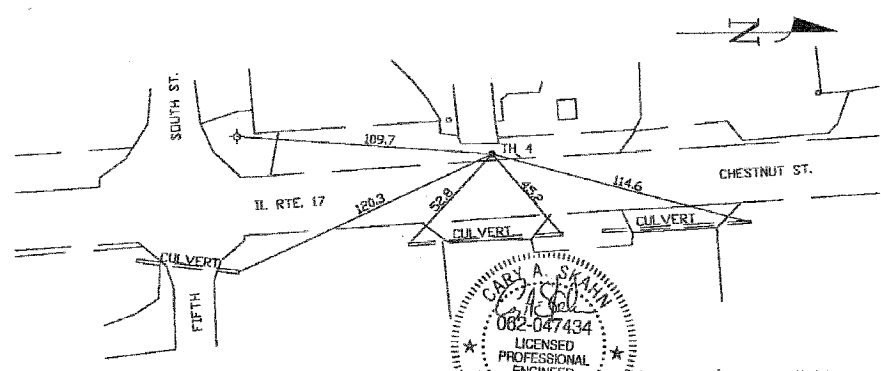 N
SOUTH ST.
109.7
TH 4
CHESTNUT ST.
IL RTE. 17
120.3
52.8
45.2
114.6
CULVERT
CULVERT
CULVERT
FIFTH
CARY A. SKAHN
062-047434
LICENSED
PROFESSIONAL
ENGINEER